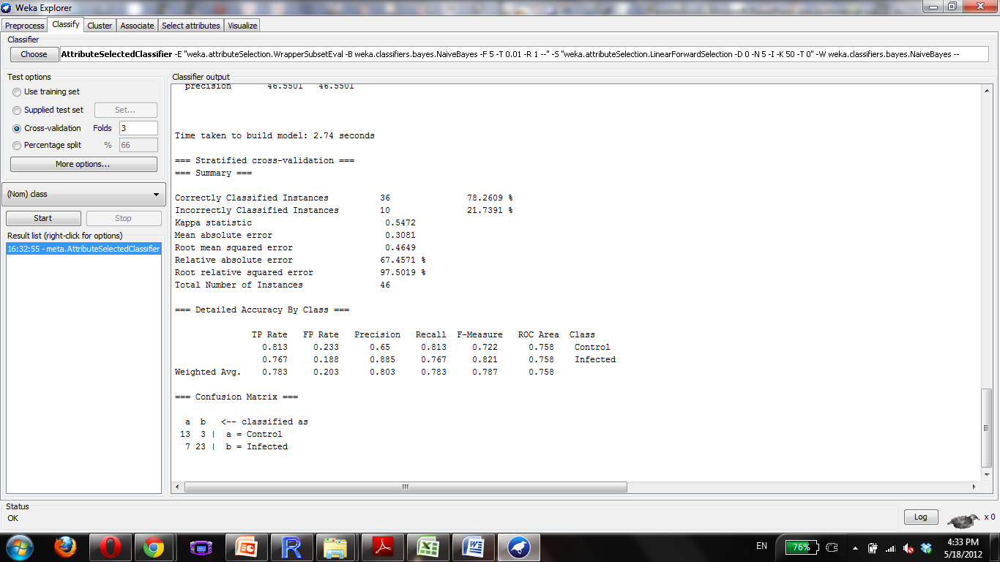 Weka Explorer
Preprocess Classify Cluster Associate Select attributes Visualize
Classifier
Choose AttributeSelectedClassifier -E "weka.attributeSelection.WrapperSubsetEval -B weka.classifiers.bayes.NaiveBayes -F 5 -T 0.01 -R 1 --" -S "weka.attributeSelection.LinearForwardSelection -D 0 -N 5 -I -K 50 -T 0" -W weka.classifiers.bayes.NaiveBayes --
Test options
Use training set
Supplied test set Set...
Cross-validation Folds 3
Percentage split % 66
More options...
(Nom) class
Start Stop
Result list (right-click for options)
16:32:55 - meta.AttributeSelectedClassifier
Classifier output
precision 46.5501 46.5501
Time taken to build model: 2.74 seconds
=== Stratified cross-validation ===
=== Summary ===
Correctly Classified Instances 36 78.2609 %
Incorrectly Classified Instances 10 21.7391 %
Kappa statistic 0.5472
Mean absolute error 0.3081
Root mean squared error 0.4649
Relative absolute error 67.4571 %
Root relative squared error 97.5019 %
Total Number of Instances 46
=== Detailed Accuracy By Class ===
TP Rate FP Rate Precision Recall F-Measure ROC Area Class
0.813 0.233 0.65 0.813 0.722 0.758 Control
0.767 0.188 0.885 0.767 0.821 0.758 Infected
Weighted Avg. 0.783 0.203 0.803 0.783 0.787 0.758
=== Confusion Matrix ===
a b <-- classified as
13 3 | a = Control
7 23 | b = Infected
Status
OK
Log x 0
EN 76% 4:33 PM
5/18/2012